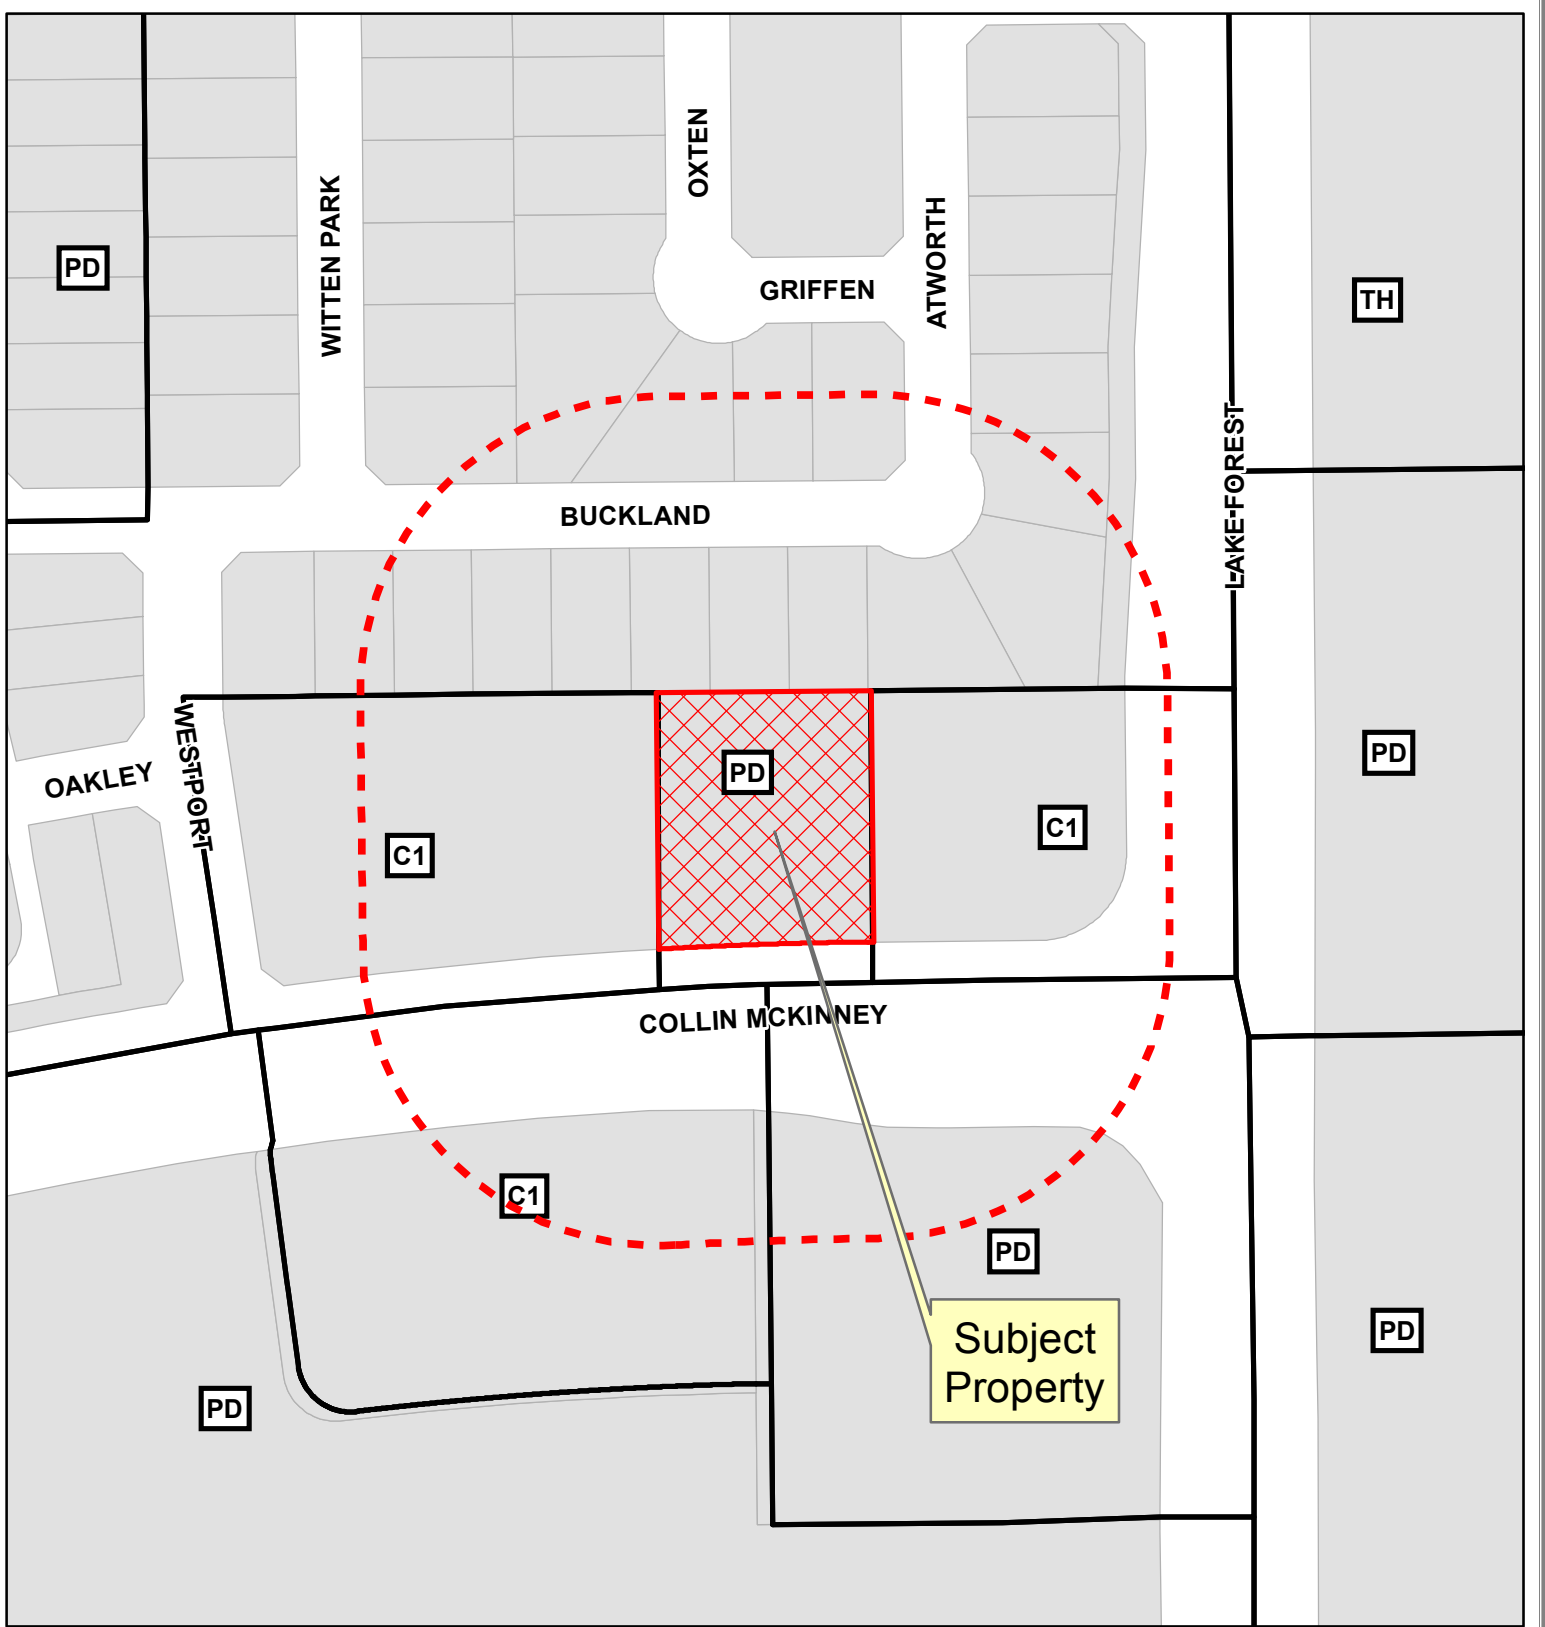 OXTEN
WITTEN PARK
ATWORTH
PD
GRIFFEN
TH
LAKE FOREST
BUCKLAND
WESTPORT
OAKLEY
PD
PD
C1
C1
COLLIN MCKINNEY
C1
PD
Subject
Property
PD
PD